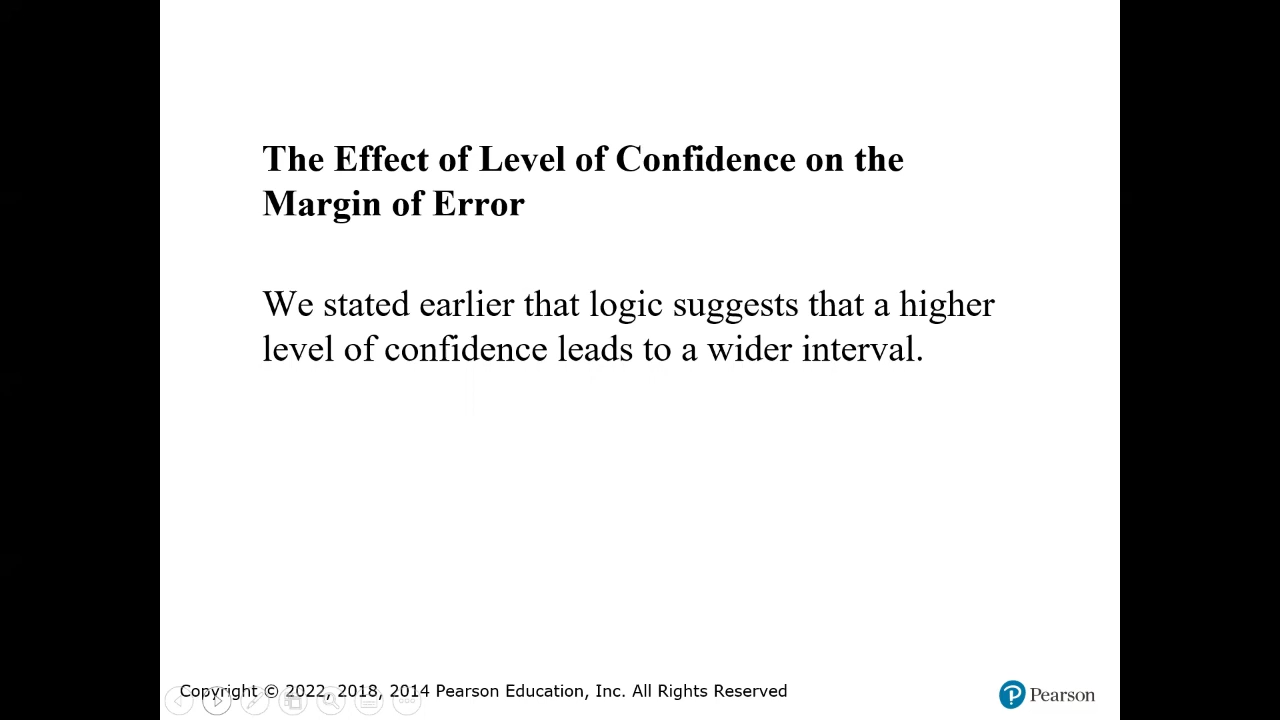 The Effect of Level of Confidence on the
Margin of Error
We stated earlier that logic suggests that a higher
level of confidence leads to a wider interval.
Copyright © 2022, 2018, 2014 Pearson Education, Inc. All Rights Reserved
Pearson